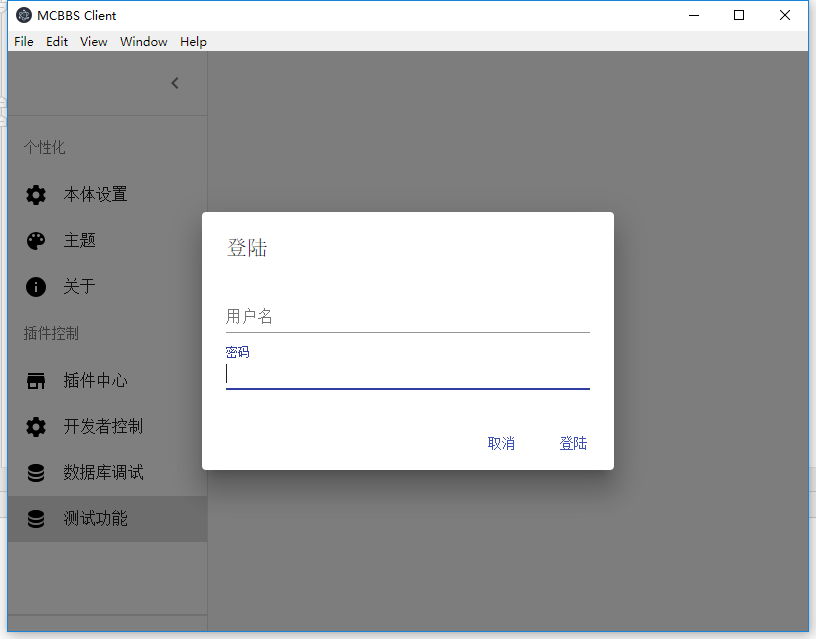 MCBBS Client
File Edit View Window Help
个性化
本体设置
主题
关于
插件控制
插件中心
开发者控制
数据库调试
测试功能
登陆
用户名
密码
取消 登陆